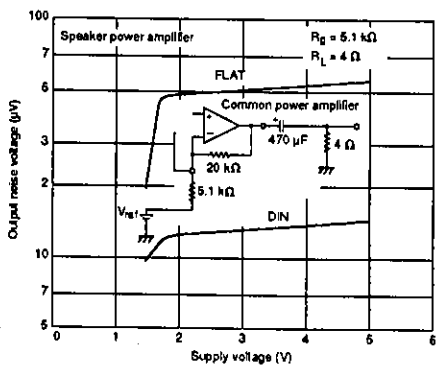 100
7
6
3
2
10
7
5
Output noise voltage (μV)
Speaker power amplifier
Rg = 5.1 kΩ
RL = 4 Ω
FLAT
Common power amplifier
+
−
+
470 μF
4 Ω
20 kΩ
5.1 kΩ
Vref
DIN
0
1
2
3
4
5
6
Supply voltage (V)